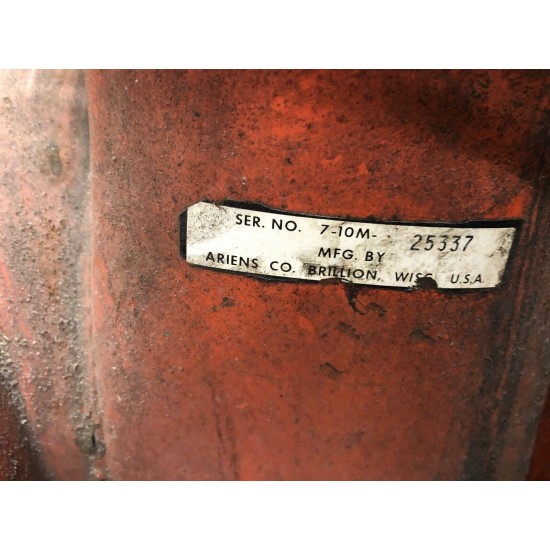 SER. NO. 7-10M- 25337
MFG. BY
ARIENS CO. BRILLION, WISC. U.S.A.